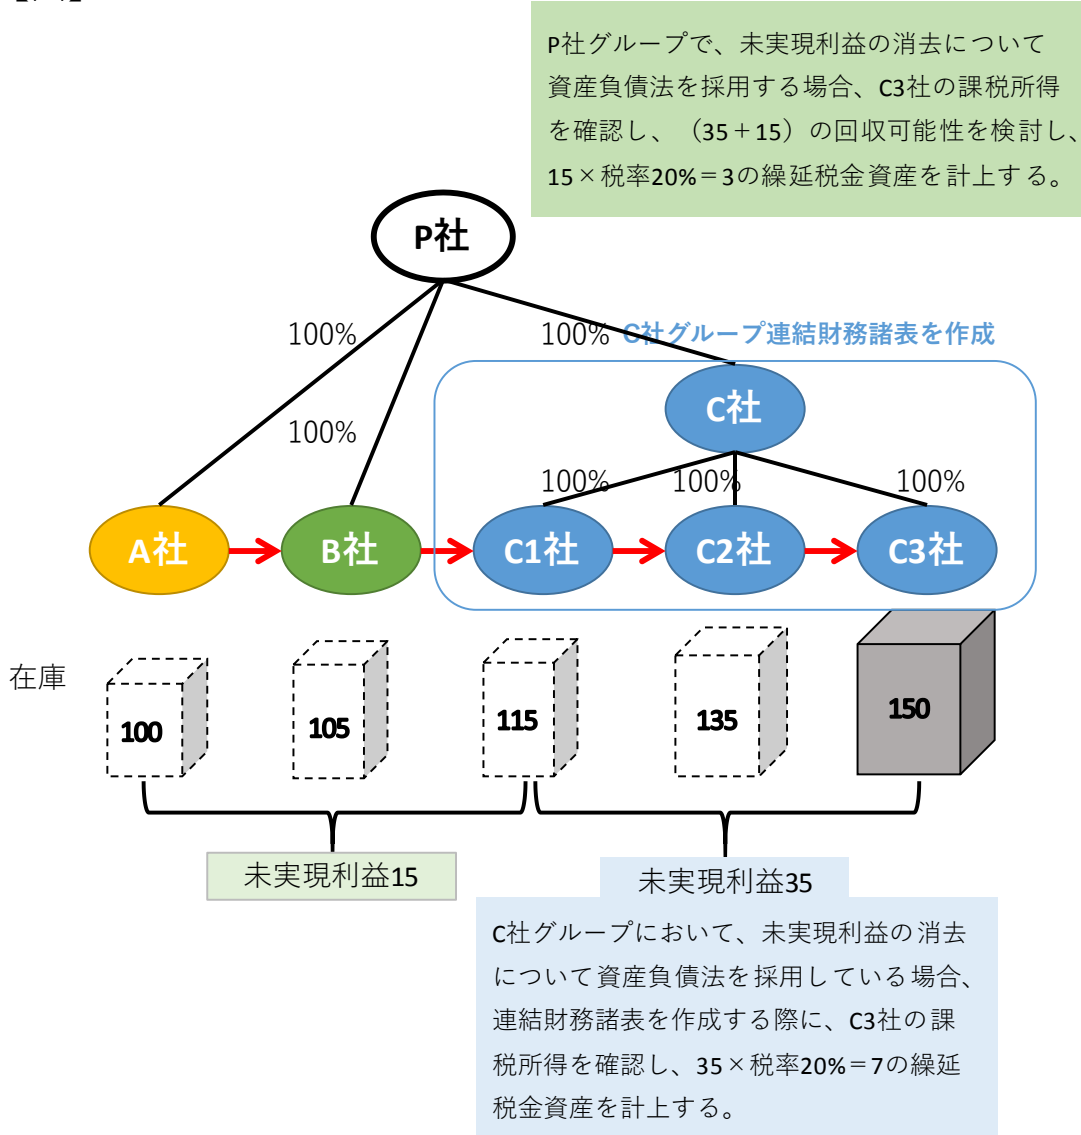 P社グループで、未実現利益の消去について
資産負債法を採用する場合、C3社の課税所得
を確認し、（35＋15）の回収可能性を検討し、
15×税率20%＝3の繰延税金資産を計上する。
P社
100%
100%
C社グループ連結財務諸表を作成
100%
C社
100%
100%
100%
A社
B社
C1社
C2社
C3社
在庫
100
105
115
135
150
未実現利益15
未実現利益35
C社グループにおいて、未実現利益の消去
について資産負債法を採用している場合、
連結財務諸表を作成する際に、C3社の課
税所得を確認し、35×税率20%＝7の繰延
税金資産を計上する。